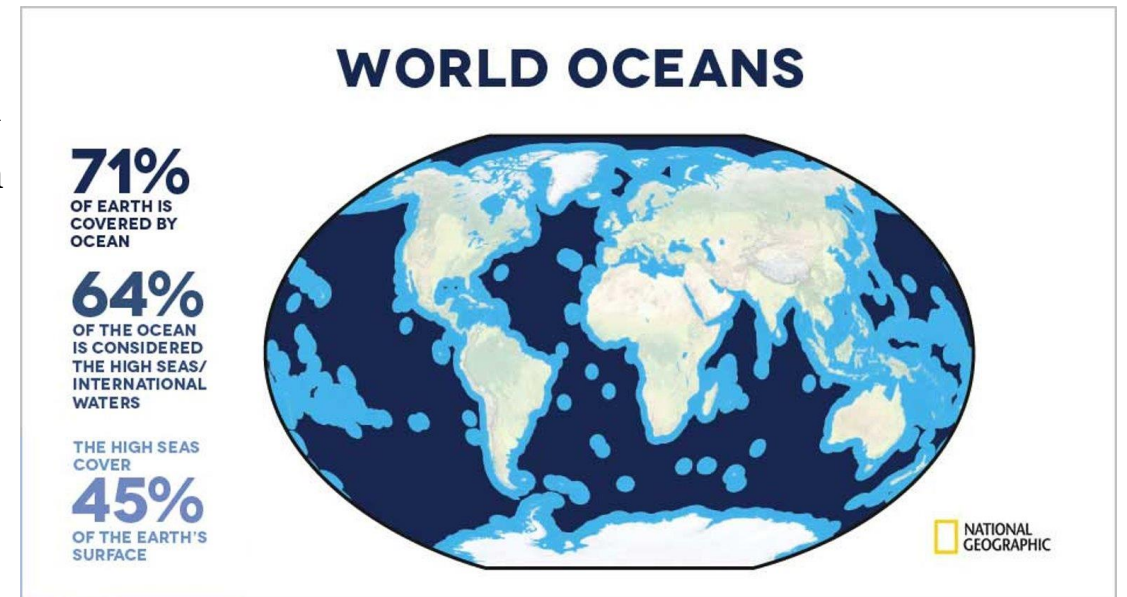 WORLD OCEANS
71%
OF EARTH IS
COVERED BY
OCEAN
64%
OF THE OCEAN
IS CONSIDERED
THE HIGH SEAS/
INTERNATIONAL
WATERS
THE HIGH SEAS
COVER
45%
OF THE EARTH'S
SURFACE
NATIONAL
GEOGRAPHIC